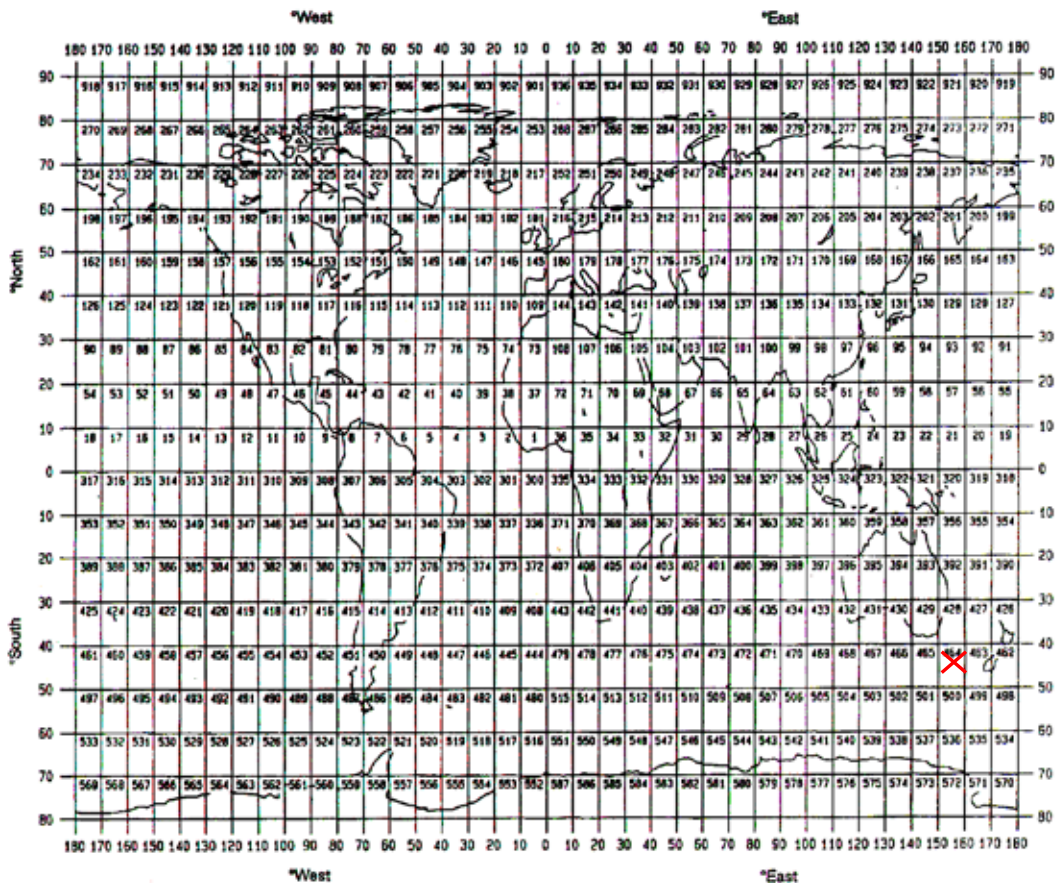 °West °East
180 170 160 150 140 130 120 110 100 90 80 70 60 50 40 30 20 10 0 10 20 30 40 50 60 70 80 90 100 110 120 130 140 150 160 170 180
90 90
918 917 916 915 914 913 912 911 910 909 908 907 906 905 904 903 902 901 936 935 934 933 932 931 930 929 928 927 926 925 924 923 922 921 920 919
80 80
270 269 268 267 266 265 264 263 262 261 260 259 258 257 256 255 254 253 288 287 286 285 284 283 282 281 280 279 278 277 276 275 274 273 272 271
70 70
234 233 232 231 230 229 228 227 226 225 224 223 222 221 220 219 218 217 252 251 250 249 248 247 246 245 244 243 242 241 240 239 238 237 236 235
60 60
198 197 196 195 194 193 192 191 190 189 188 187 186 185 184 183 182 181 216 215 214 213 212 211 210 209 208 207 206 205 204 203 202 201 200 199
50 50
°North
162 161 160 159 158 157 156 155 154 153 152 151 150 149 148 147 146 145 180 179 178 177 176 175 174 173 172 171 170 169 168 167 166 165 164 163
40 40
126 125 124 123 122 121 120 119 118 117 116 115 114 113 112 111 110 109 144 143 142 141 140 139 138 137 136 135 134 133 132 131 130 129 128 127
30 30
90 89 88 87 86 85 84 83 82 81 80 79 78 77 76 75 74 73 108 107 106 105 104 103 102 101 100 99 98 97 96 95 94 93 92 91
20 20
54 53 52 51 50 49 48 47 46 45 44 43 42 41 40 39 38 37 72 71 70 69 68 67 66 65 64 63 62 61 60 59 58 57 56 55
10 10
18 17 16 15 14 13 12 11 10 9 8 7 6 5 4 3 2 1 36 35 34 33 32 31 30 29 28 27 26 25 24 23 22 21 20 19
0 0
317 316 315 314 313 312 311 310 309 308 307 306 305 304 303 302 301 300 335 334 333 332 331 330 329 328 327 326 325 324 323 322 321 320 319 318
10 10
353 352 351 350 349 348 347 346 345 344 343 342 341 340 339 338 337 336 371 370 369 368 367 366 365 364 363 362 361 360 359 358 357 356 355 354
20 20
389 388 387 386 385 384 383 382 381 380 379 378 377 376 375 374 373 372 407 406 405 404 403 402 401 400 399 398 397 396 395 394 393 392 391 390
30 30
425 424 423 422 421 420 419 418 417 416 415 414 413 412 411 410 409 408 443 442 441 440 439 438 437 436 435 434 433 432 431 430 429 428 427 426
°South
40 40
461 460 459 458 457 456 455 454 453 452 451 450 449 448 447 446 445 444 479 478 477 476 475 474 473 472 471 470 469 468 467 466 465 464 463 462
50 50
497 496 495 494 493 492 491 490 489 488 487 486 485 484 483 482 481 480 515 514 513 512 511 510 509 508 507 506 505 504 503 502 501 500 499 498
60 60
533 532 531 530 529 528 527 526 525 524 523 522 521 520 519 518 517 516 551 550 549 548 547 546 545 544 543 542 541 540 539 538 537 536 535 534
70 70
569 568 567 566 565 564 563 562 561 560 559 558 557 556 555 554 553 552 587 586 585 584 583 582 581 580 579 578 577 576 575 574 573 572 571 570
80 80
180 170 160 150 140 130 120 110 100 90 80 70 60 50 40 30 20 10 0 10 20 30 40 50 60 70 80 90 100 110 120 130 140 150 160 170 180
°West °East